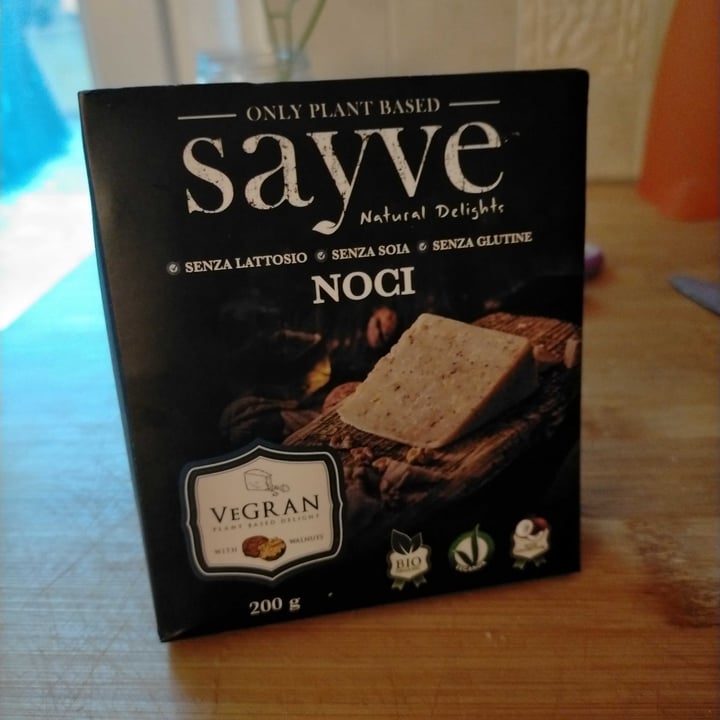 ONLY PLANT BASED
sayve
Natural Delights
SENZA LATTOSIO SENZA SOIA SENZA GLUTINE
NOCI
VEGRAN
PLANT BASED DELIGHT
WITH WALNUTS
BIO
200 g